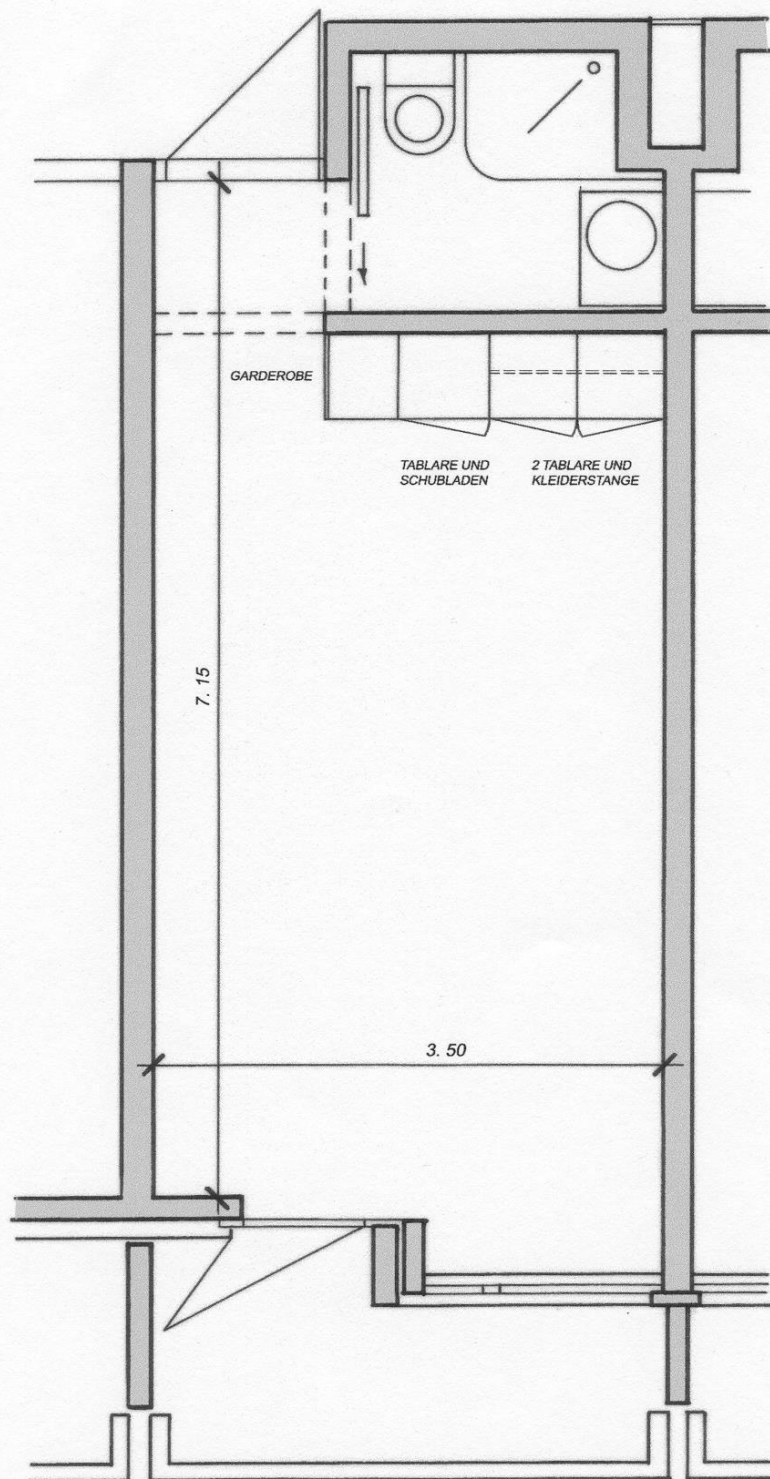 GARDEROBE
TABLARE UND
SCHUBLADEN
2 TABLARE UND
KLEIDERSTANGE
7. 15
3. 50